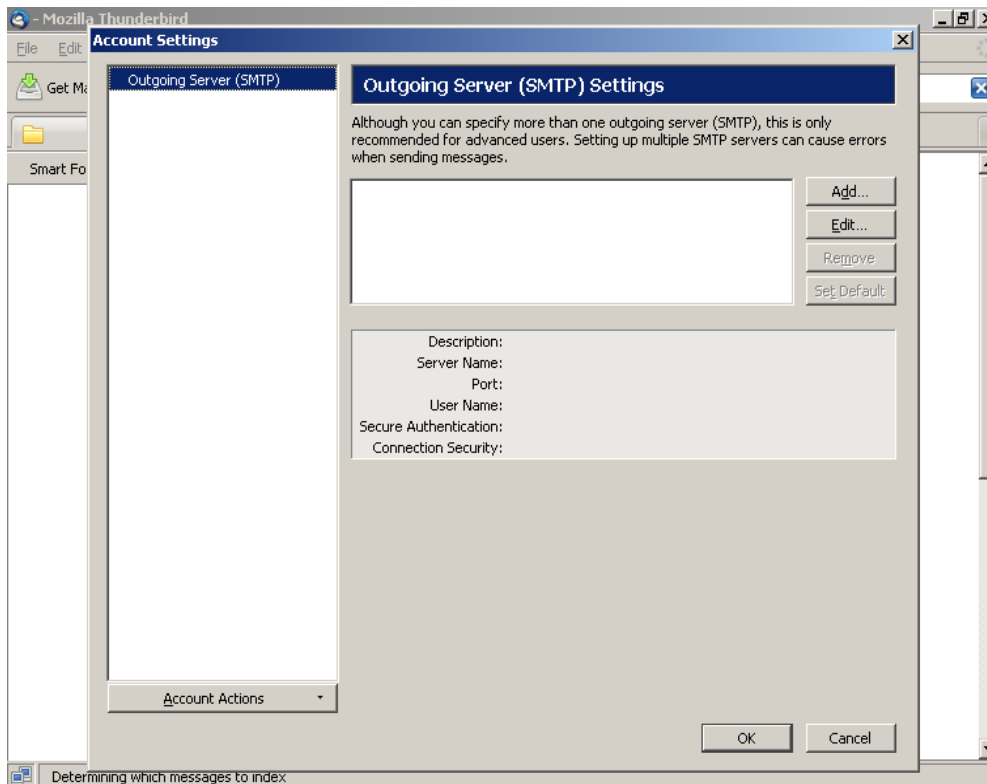 - Mozilla Thunderbird
File Edit
Account Settings
Get Ma
Smart Fo
Outgoing Server (SMTP)
Outgoing Server (SMTP) Settings
Although you can specify more than one outgoing server (SMTP), this is only
recommended for advanced users. Setting up multiple SMTP servers can cause errors
when sending messages.
Add...
Edit...
Remove
Set Default
Description:
Server Name:
Port:
User Name:
Secure Authentication:
Connection Security:
Account Actions
OK Cancel
Determining which messages to index